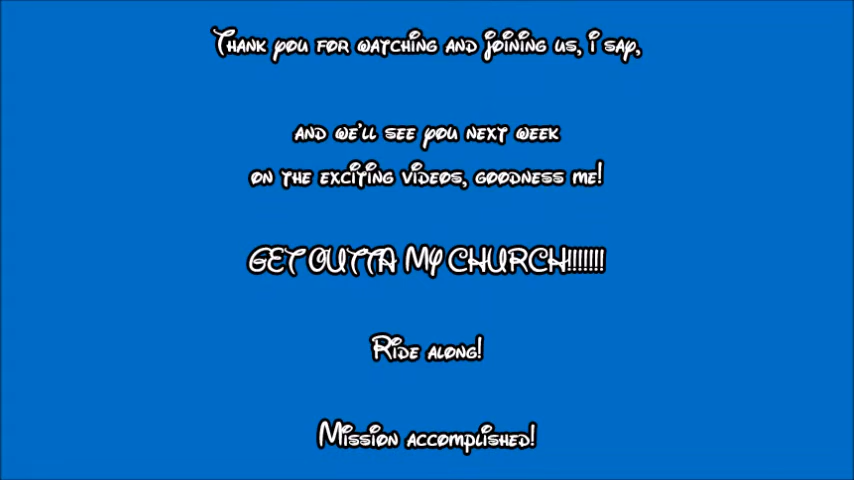 Thank you for watching and joining us, i say,
and we'll see you next week
on the exciting videos, goodness me!
GET OUTTA MY CHURCH!!!!!!!
Ride along!
Mission accomplished!